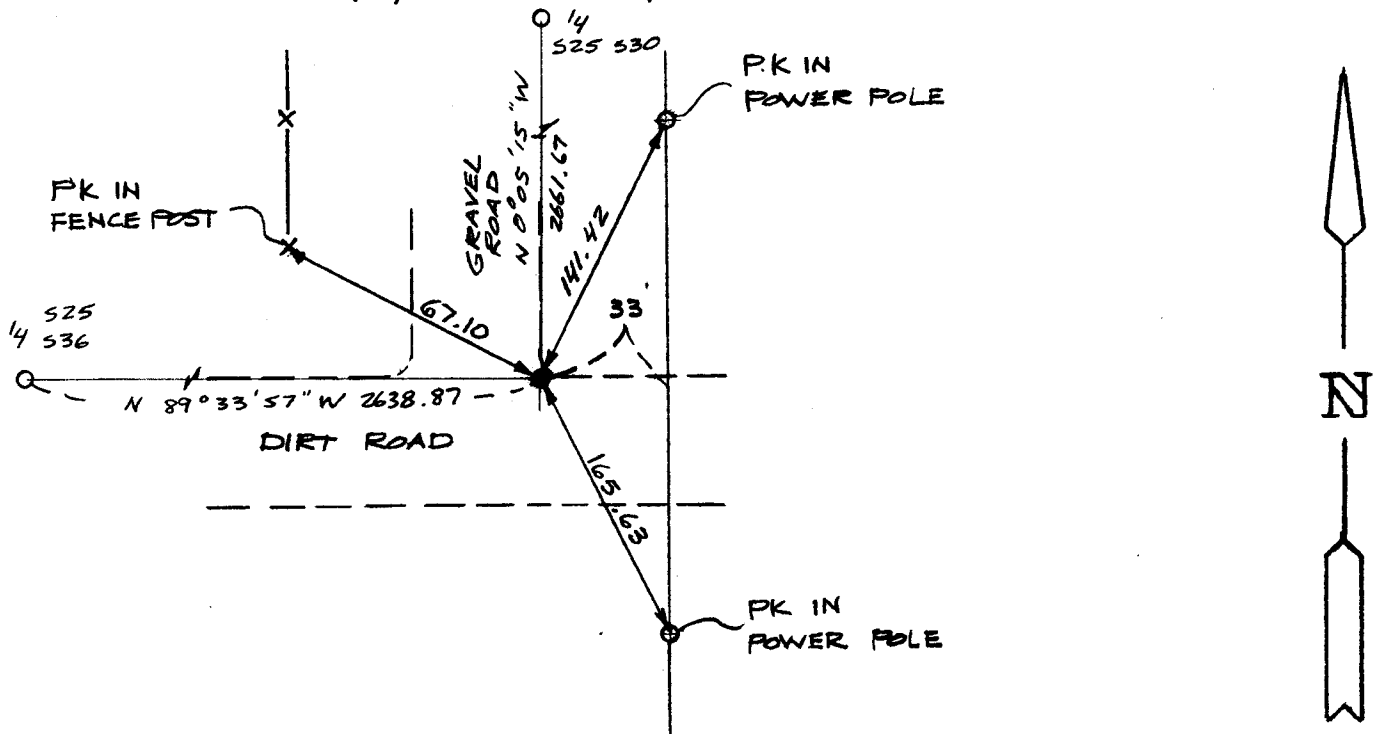 1/4
S25 S30
P.K IN
POWER POLE
GRAVEL
ROAD
N 0°05'15"W
2661.67
141.42
PK IN
FENCE POST
67.10
33'
1/4 S25
S36
N 89°33'57" W 2638.87
DIRT ROAD
165.63
PK IN
POWER POLE
N